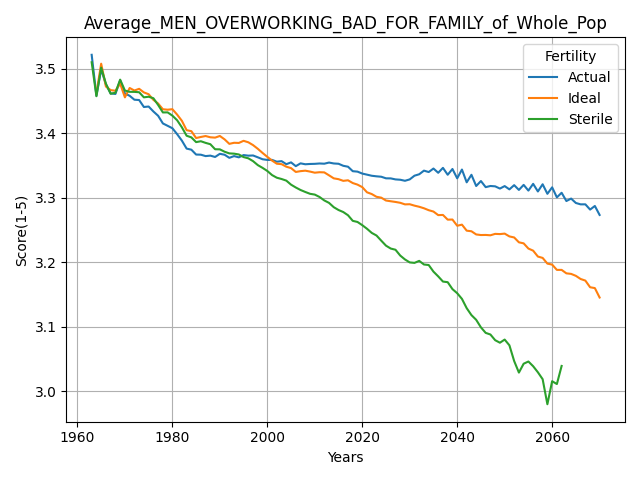 Average_MEN_OVERWORKING_BAD_FOR_FAMILY_of_Whole_Pop
Fertility
Actual
Ideal
Sterile
Score(1-5)
3.5
3.4
3.3
3.2
3.1
3.0
1960 1980 2000 2020 2040 2060
Years